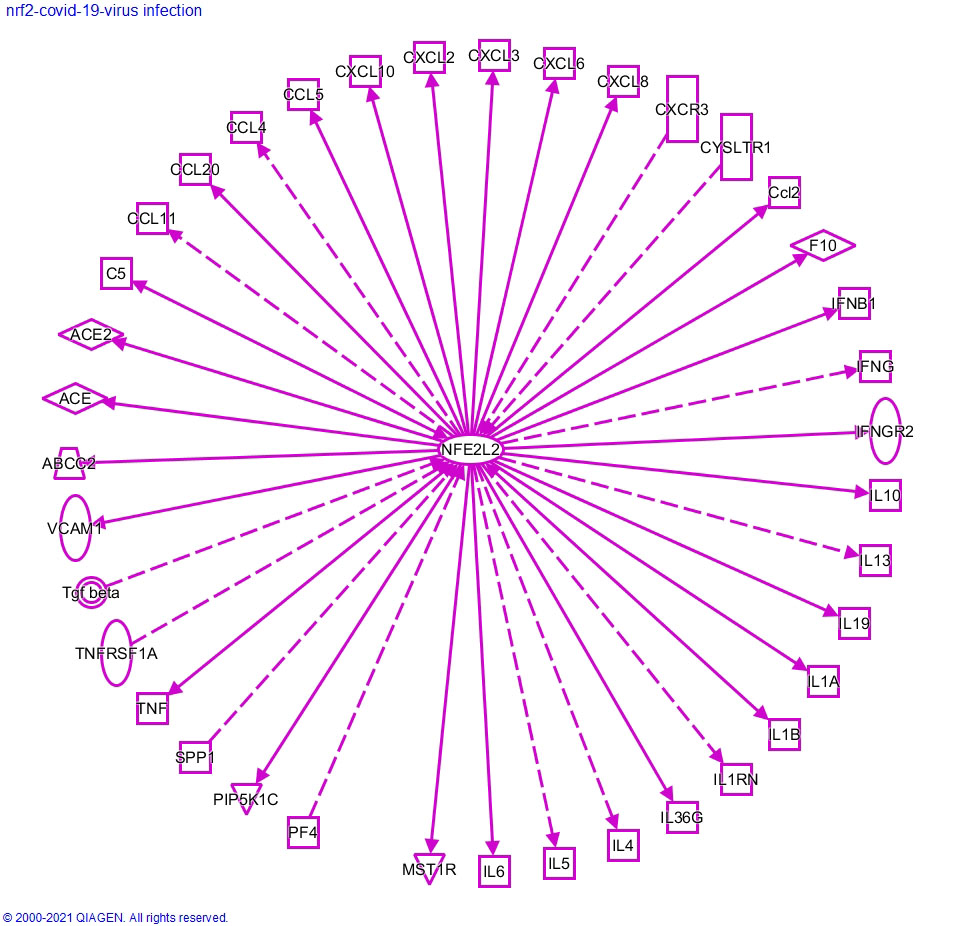 nrf2-covid-19-virus infection
CXCL3
CXCL2
CXCL6
CXCL10
CXCL8
CCL5
CXCR3
CCL4
CYSLTR1
CCL20
Ccl2
CCL11
F10
C5
IFNB1
ACE2
IFNG
ACE
IFNGR2
NFE2L2
ABCC2
IL10
VCAM1
IL13
Tgf beta
IL19
TNFRSF1A
IL1A
TNF
IL1B
SPP1
IL1RN
PIP5K1C
IL36G
PF4
IL4
IL5
MST1R
IL6
© 2000-2021 QIAGEN. All rights reserved.